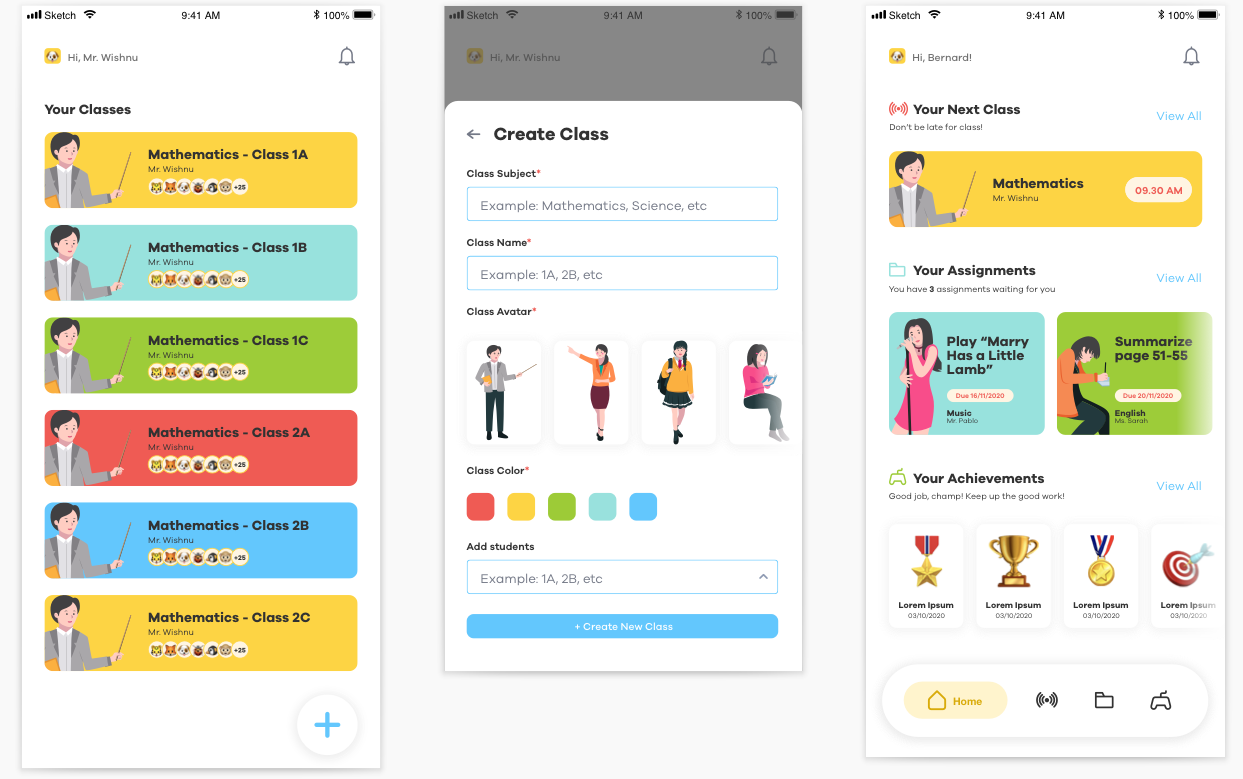 Sketch 9:41 AM 100%
Hi, Mr. Wishnu
Your Classes
Mathematics - Class 1A
Mr. Wishnu
+25
Mathematics - Class 1B
Mr. Wishnu
+25
Mathematics - Class 1C
Mr. Wishnu
+25
Mathematics - Class 2A
Mr. Wishnu
+25
Mathematics - Class 2B
Mr. Wishnu
+25
Mathematics - Class 2C
Mr. Wishnu
+25
Sketch 9:41 AM 100%
Hi, Mr. Wishnu
Create Class
Class Subject*
Example: Mathematics, Science, etc
Class Name*
Example: 1A, 2B, etc
Class Avatar*
Class Color*
Add students
Example: 1A, 2B, etc
+ Create New Class
Sketch 9:41 AM 100%
Hi, Bernard!
Your Next Class
View All
Don't be late for class!
Mathematics
Mr. Wishnu
09.30 AM
Your Assignments
View All
You have 3 assignments waiting for you
Play “Marry
Has a Little
Lamb”
Due 16/11/2020
Music
Mr. Pablo
Summarize
page 51-55
Due 20/11/2020
English
Ms. Sarah
Your Achievements
View All
Good job, champ! Keep up the good work!
Lorem Ipsum
03/10/2020
Lorem Ipsum
03/10/2020
Lorem Ipsum
03/10/2020
Lorem Ipsum
03/10/2020
Home